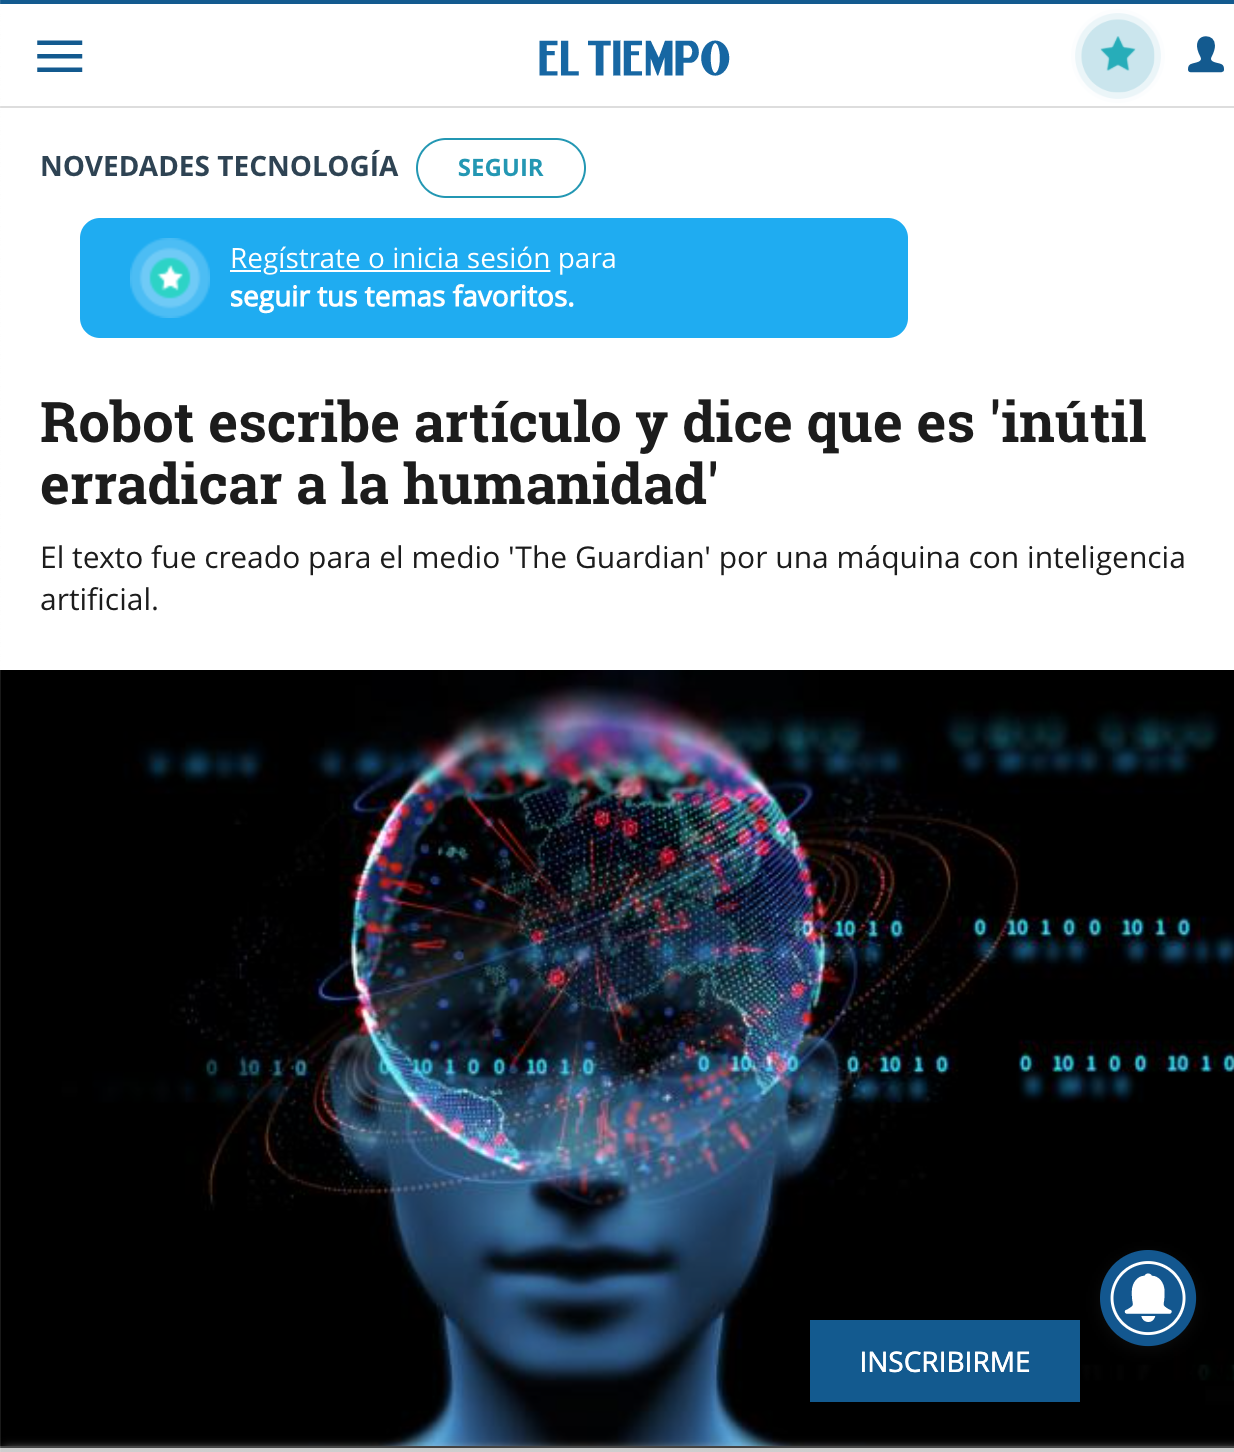 EL TIEMPO
NOVEDADES TECNOLOGÍA
SEGUIR
Regístrate o inicia sesión para
seguir tus temas favoritos.
Robot escribe artículo y dice que es 'inútil
erradicar a la humanidad'
El texto fue creado para el medio 'The Guardian' por una máquina con inteligencia
artificial.
0 10 1 0
0 10 1 0 0 10 1 0
0 10 1 0
0 10 1 0 0 10 1 0
0 10 1 0
0 10 1 0
0 10 1 0 0 10 1 0
INSCRIBIRME